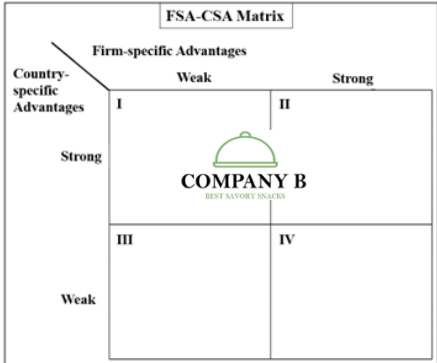 FSA-CSA Matrix
Firm-specific Advantages
Country-
specific
Advantages
Weak
Strong
I
II
Strong
COMPANY B
BEST SAVORY SNACKS
III
IV
Weak